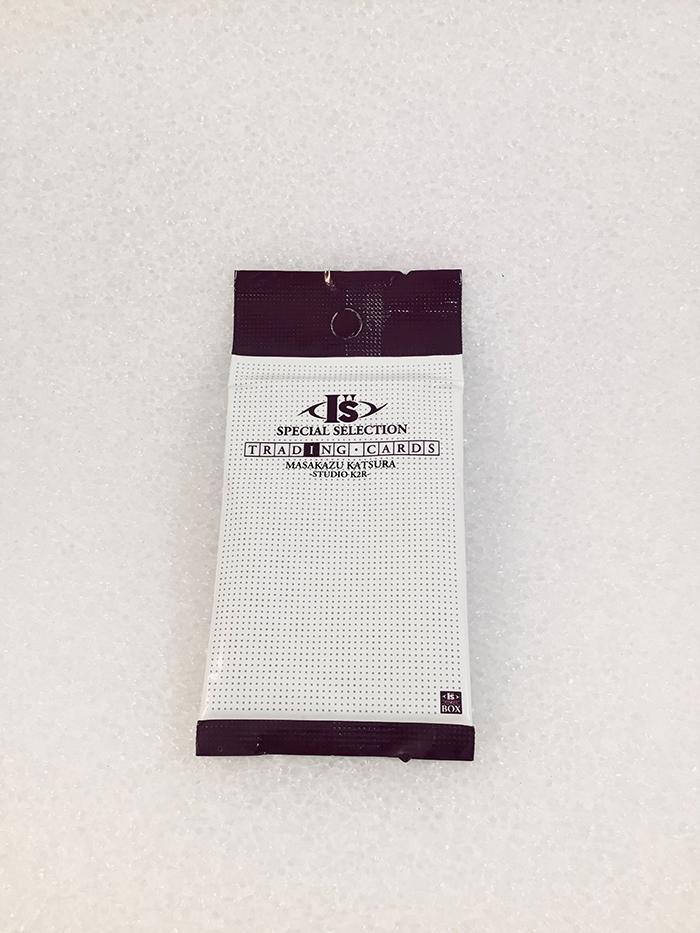 I"s
SPECIAL SELECTION
TRADING・CARDS
MASAKAZU KATSURA
-STUDIO K2R-
I"s
BOX